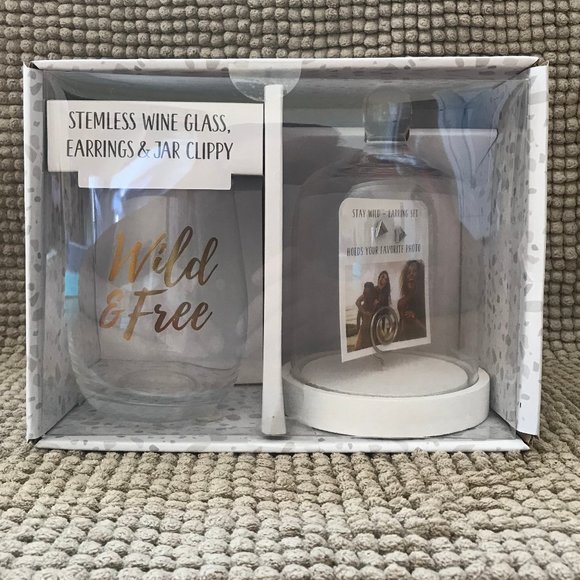 STEMLESS WINE GLASS,
EARRINGS & JAR CLIPPY
Wild
& Free
STAY WILD - EARRING SET
HOLDS YOUR FAVORITE PHOTO